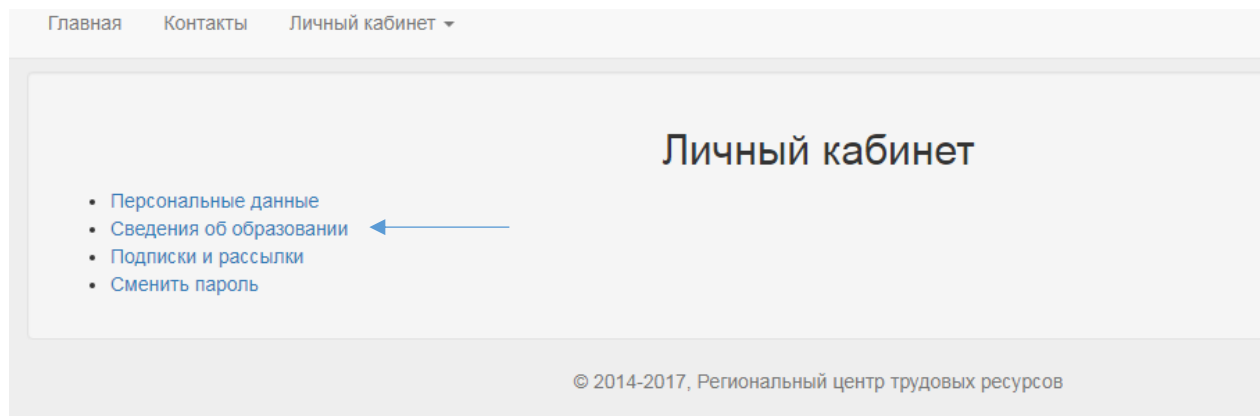 Главная Контакты Личный кабинет
Личный кабинет
Персональные данные
Сведения об образовании
Подписки и рассылки
Сменить пароль
© 2014-2017, Региональный центр трудовых ресурсов